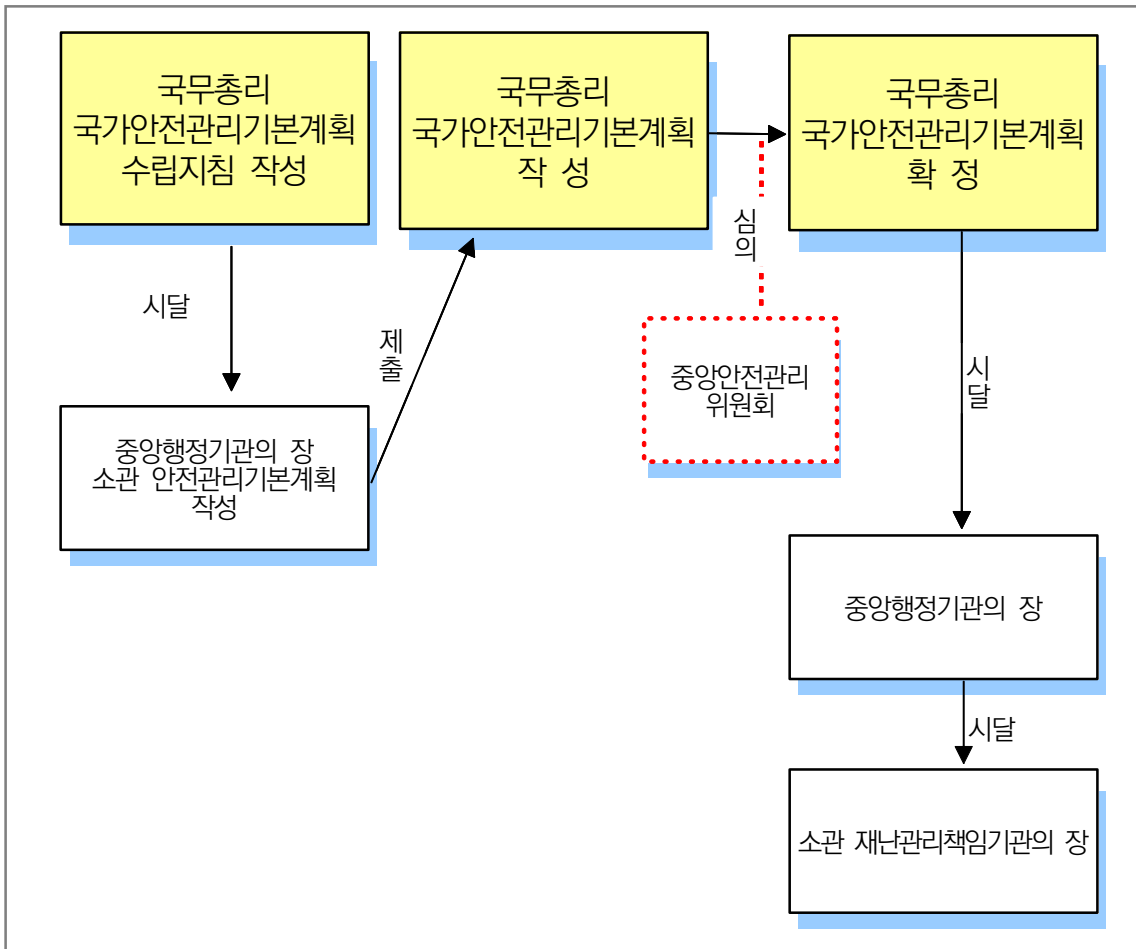 국무총리
국가안전관리기본계획
수립지침 작성
국무총리
국가안전관리기본계획
작 성
국무총리
국가안전관리기본계획
확 정
시달
제출
심의
중앙안전관리
위원회
시달
중앙행정기관의 장
소관 안전관리기본계획
작성
중앙행정기관의 장
시달
소관 재난관리책임기관의 장